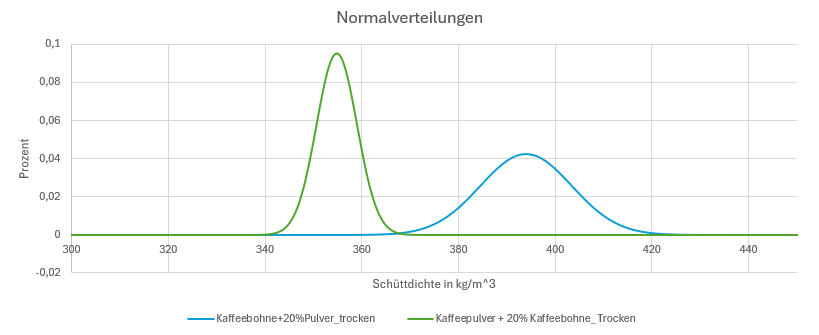 Normalverteilungen
0,1
0,08
0,06
0,04
0,02
0
-0,02
Prozent
300 320 340 360 380 400 420 440
Schüttdichte in kg/m^3
Kaffeebohne+20%Pulver_trocken Kaffeepulver + 20% Kaffeebohne_Trocken